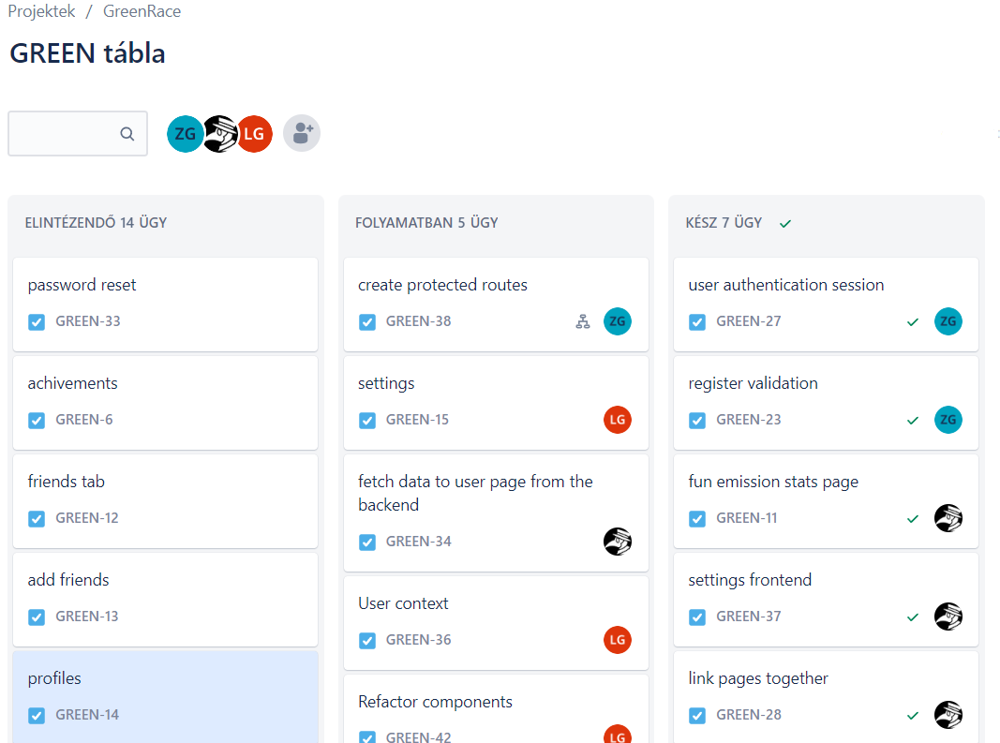 Projektek / GreenRace
GREEN tábla
ZG LG
ELINTÉZENDŐ 14 ÜGY
password reset
GREEN-33
achivements
GREEN-6
friends tab
GREEN-12
add friends
GREEN-13
profiles
GREEN-14
FOLYAMATBAN 5 ÜGY
create protected routes
GREEN-38 ZG
settings
GREEN-15 LG
fetch data to user page from the
backend
GREEN-34
User context
GREEN-36 LG
Refactor components
GREEN-42 LG
KÉSZ 7 ÜGY
user authentication session
GREEN-27 ZG
register validation
GREEN-23 ZG
fun emission stats page
GREEN-11
settings frontend
GREEN-37
link pages together
GREEN-28